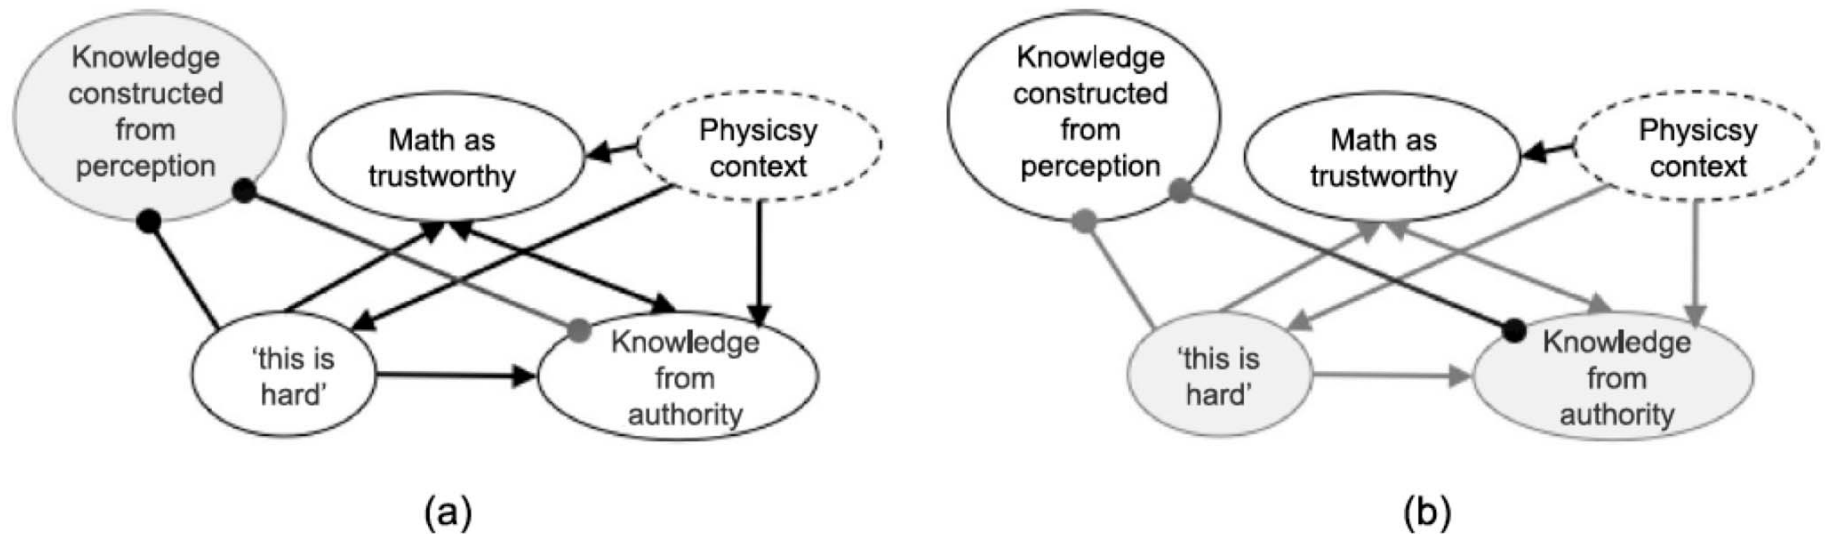 Knowledge
constructed
from
perception
Math as
trustworthy
Physicsy
context
'this is
hard'
Knowledge
from
authority
(a)
Knowledge
constructed
from
perception
Math as
trustworthy
Physicsy
context
'this is
hard'
Knowledge
from
authority
(b)